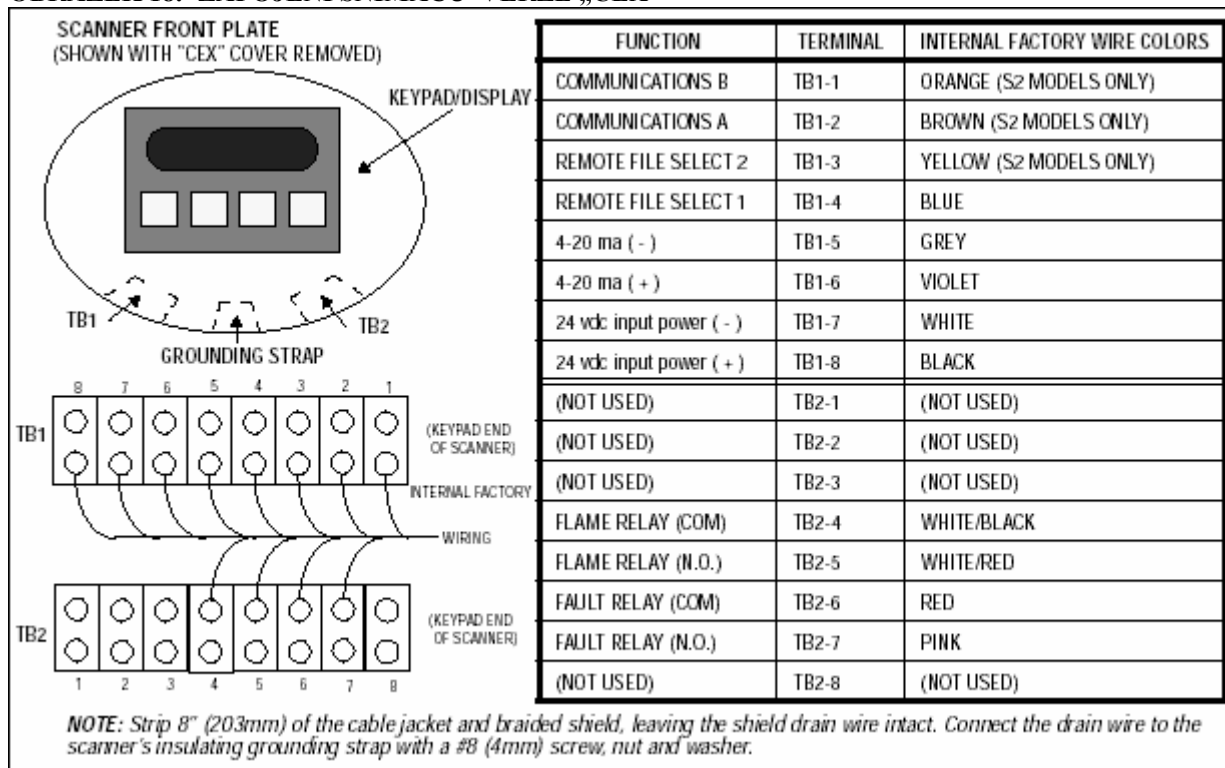 SCANNER FRONT PLATE
(SHOWN WITH "CEX" COVER REMOVED)
KEYPAD/DISPLAY
TB1
TB2
GROUNDING STRAP
8 7 6 5 4 3 2 1
TB1
(KEYPAD END
OF SCANNER)
INTERNAL FACTORY
WIRING
TB2
(KEYPAD END
OF SCANNER)
1 2 3 4 5 6 7 8
FUNCTION TERMINAL INTERNAL FACTORY WIRE COLORS
COMMUNICATIONS B TB1-1 ORANGE (S2 MODELS ONLY)
COMMUNICATIONS A TB1-2 BROWN (S2 MODELS ONLY)
REMOTE FILE SELECT 2 TB1-3 YELLOW (S2 MODELS ONLY)
REMOTE FILE SELECT 1 TB1-4 BLUE
4-20 ma ( - ) TB1-5 GREY
4-20 ma ( + ) TB1-6 VIOLET
24 vdc input power ( - ) TB1-7 WHITE
24 vdc input power ( + ) TB1-8 BLACK
(NOT USED) TB2-1 (NOT USED)
(NOT USED) TB2-2 (NOT USED)
(NOT USED) TB2-3 (NOT USED)
FLAME RELAY (COM) TB2-4 WHITE/BLACK
FLAME RELAY (N.O.) TB2-5 WHITE/RED
FAULT RELAY (COM) TB2-6 RED
FAULT RELAY (N.O.) TB2-7 PINK
(NOT USED) TB2-8 (NOT USED)
NOTE: Strip 8" (203mm) of the cable jacket and braided shield, leaving the shield drain wire intact. Connect the drain wire to the
scanner's insulating grounding strap with a #8 (4mm) screw, nut and washer.